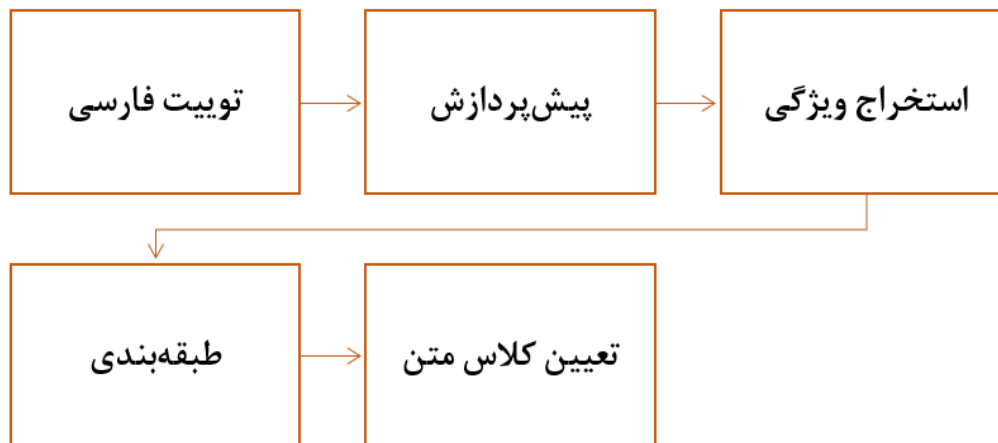 توییت فارسی
پیش‌پردازش
استخراج ویژگی
طبقه‌بندی
تعیین کلاس متن